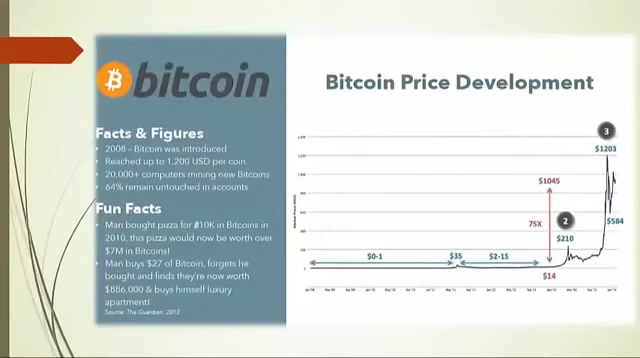 bitcoin
Bitcoin Price Development
Facts & Figures
• 2008 – Bitcoin was introduced
• Reached up to 1,200 USD per coin
• 20,000+ computers mining new Bitcoins
• 64% remain untouched in accounts
Fun Facts
• Man bought pizza for ฿10K in Bitcoins in
2010, this pizza would now be worth over
$7M in Bitcoins!
• Man buys $27 of Bitcoin, forgets he
bought and finds they're now worth
$886,000 & buys himself luxury
apartment!
Source: The Guardian, 2013
3
$1203
$1045
75X
2
$210
$584
$0-1
$35
$2-15
$14